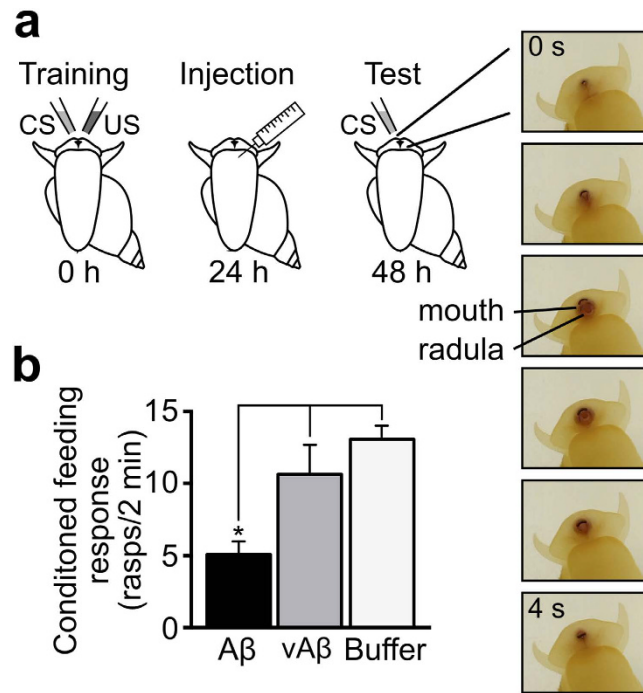 a
Training
Injection
Test
CS
US
CS
0 h
24 h
48 h
0 s
mouth
radula
4 s
b
Conditoned feeding
response
(rasps/2 min)
15
10
5
0
*
Aβ
vAβ
Buffer